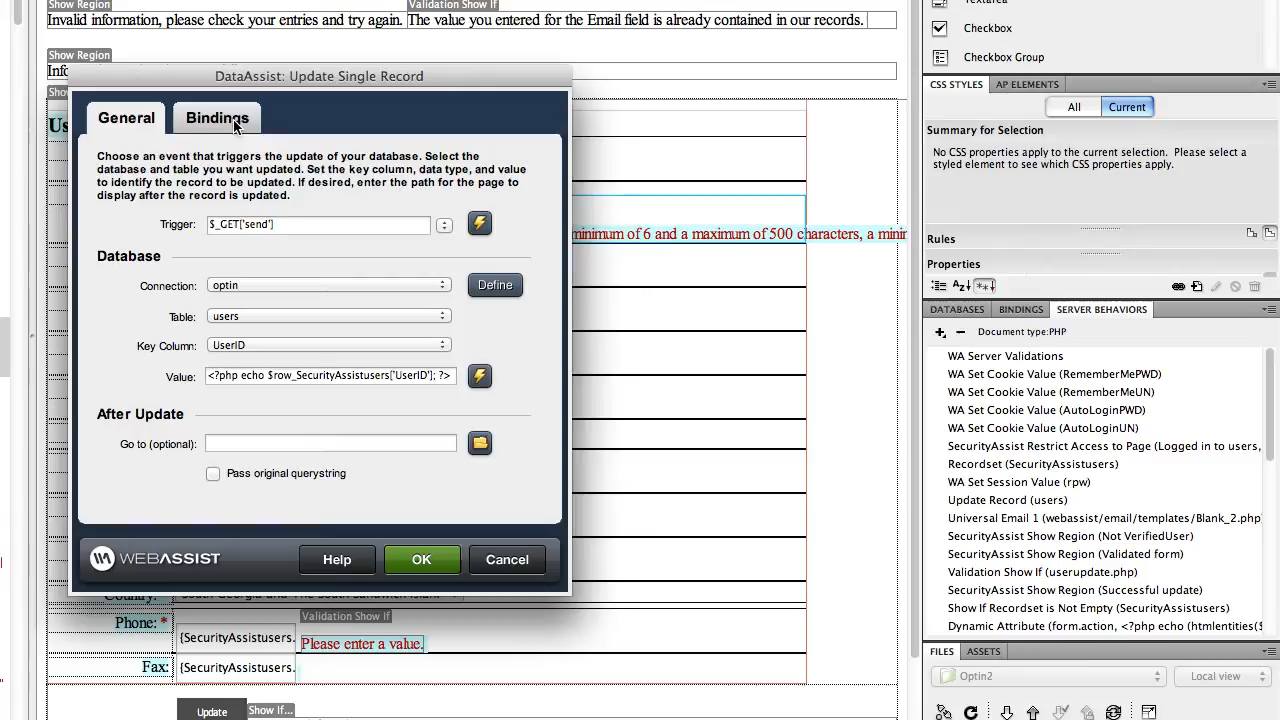 Show Region
Validation Show If
Invalid information, please check your entries and try again.
The value you entered for the Email field is already contained in our records.
Show Region
DataAssist: Update Single Record
General
Bindings
Choose an event that triggers the update of your database. Select the
database and table you want updated. Set the key column, data type, and value
to identify the record to be updated. If desired, enter the path for the page to
display after the record is updated.
Trigger:
$_GET['send']
Database
Connection:
optin
Define
Table:
users
Key Column:
UserID
Value:
<?php echo $row_SecurityAssistusers['UserID']; ?>
After Update
Go to (optional):
Pass original querystring
WEBASSIST
Help
OK
Cancel
minimum of 6 and a maximum of 500 characters, a minir
Country:
Phone: *
Validation Show If
{SecurityAssistusers.
Please enter a value.
Fax:
{SecurityAssistusers.
Update
Show If...
Textarea
Checkbox
Checkbox Group
CSS STYLES
AP ELEMENTS
All
Current
Summary for Selection
No CSS properties apply to the current selection. Please select a
styled element to see which CSS properties apply.
Rules
Properties
DATABASES
BINDINGS
SERVER BEHAVIORS
Document type:PHP
WA Server Validations
WA Set Cookie Value (RememberMePWD)
WA Set Cookie Value (RememberMeUN)
WA Set Cookie Value (AutoLoginPWD)
WA Set Cookie Value (AutoLoginUN)
SecurityAssist Restrict Access to Page (Logged in to users,
Recordset (SecurityAssistusers)
WA Set Session Value (rpw)
Update Record (users)
Universal Email 1 (webassist/email/templates/Blank_2.php
SecurityAssist Show Region (Not VerifiedUser)
SecurityAssist Show Region (Validated form)
Validation Show If (userupdate.php)
SecurityAssist Show Region (Successful update)
Show If Recordset Is Not Empty (SecurityAssistusers)
Dynamic Attribute (form.action, <?php echo (htmlentities($
FILES
ASSETS
Optin2
Local view